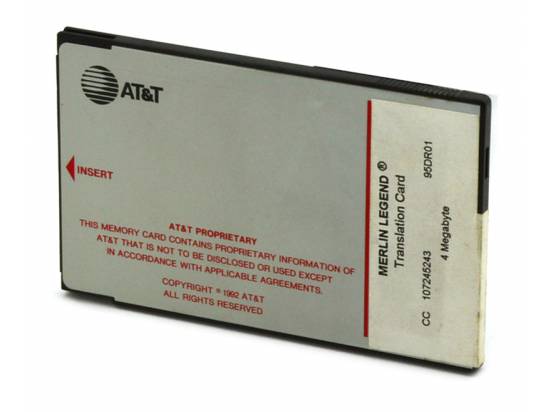 AT&T
INSERT
AT&T PROPRIETARY
THIS MEMORY CARD CONTAINS PROPRIETARY INFORMATION OF
AT&T THAT IS NOT TO BE DISCLOSED OR USED EXCEPT
IN ACCORDANCE WITH APPLICABLE AGREEMENTS.
COPYRIGHT © 1992 AT&T
ALL RIGHTS RESERVED
MERLIN LEGEND ®
Translation Card
95DR01
CC 107245243
4 Megabyte